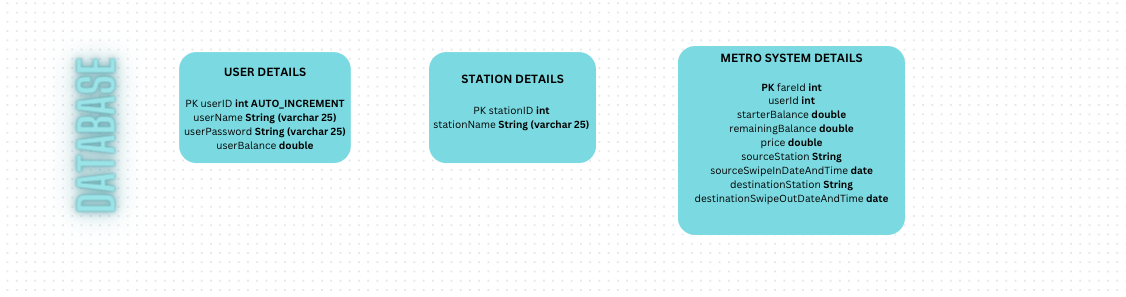 DATABASE
USER DETAILS
PK userID int AUTO_INCREMENT
userName String (varchar 25)
userPassword String (varchar 25)
userBalance double
STATION DETAILS
PK stationID int
stationName String (varchar 25)
METRO SYSTEM DETAILS
PK fareId int
userId int
starterBalance double
remainingBalance double
price double
sourceStation String
sourceSwipeInDateAndTime date
destinationStation String
destinationSwipeOutDateAndTime date